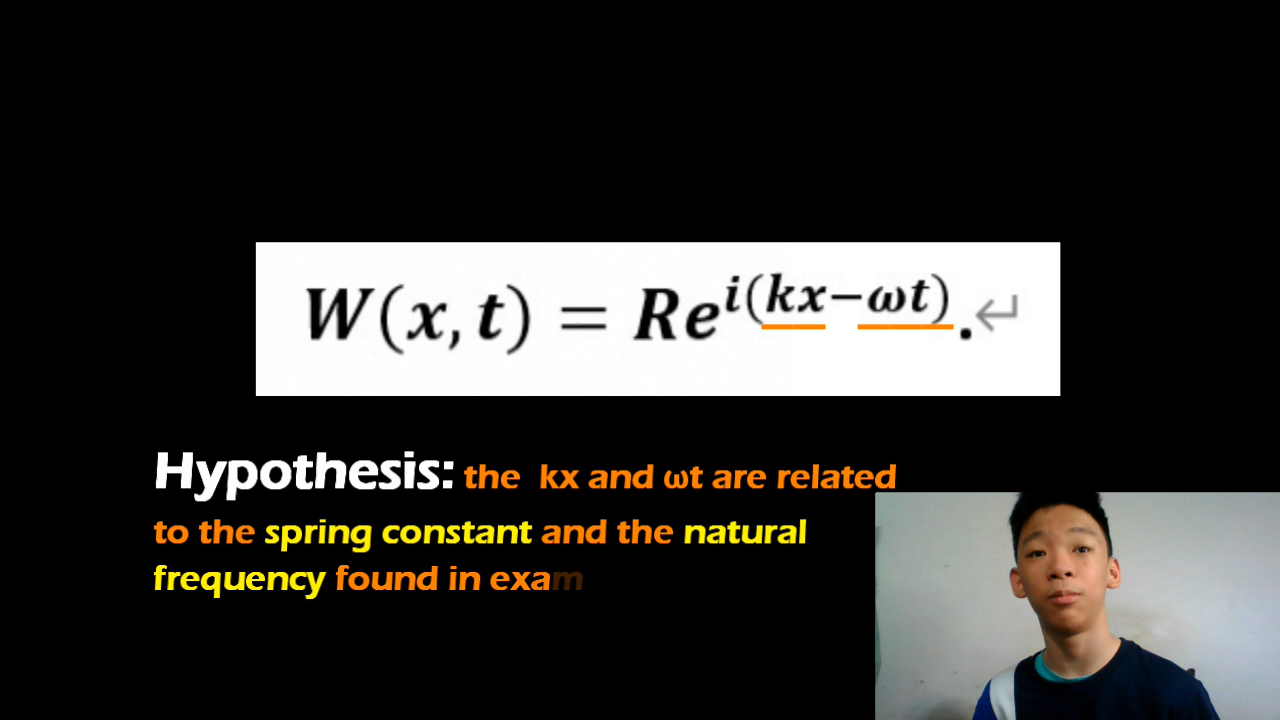 W(x, t) = Re^{i(kx−ωt)}.↵
Hypothesis: the kx and ωt are related
to the spring constant and the natural
frequency found in exam